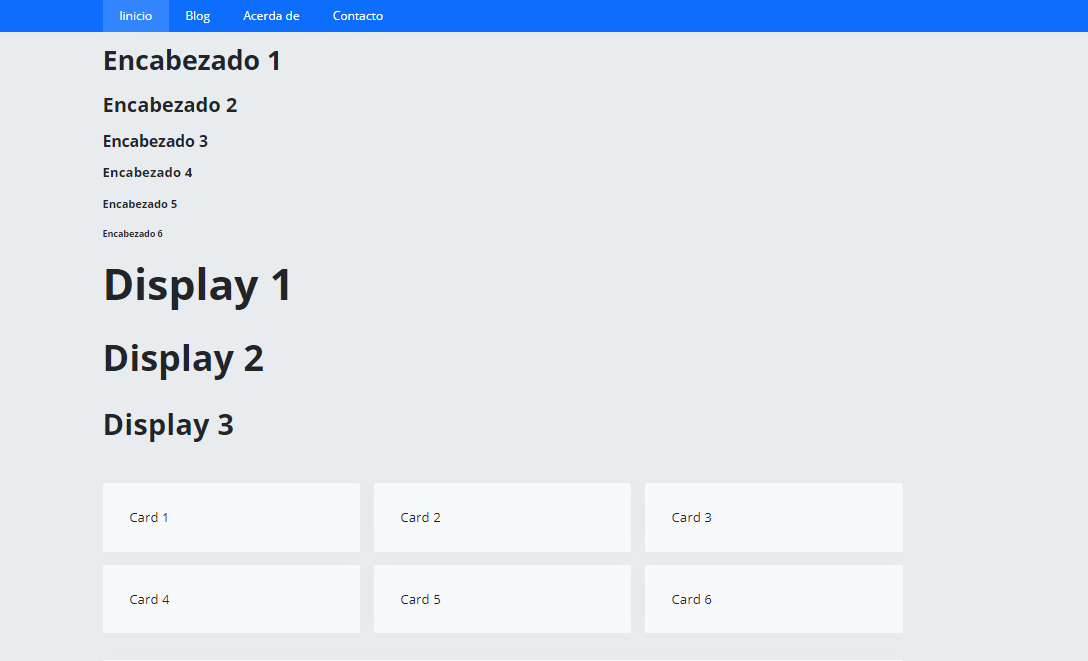 Iinicio Blog Acerda de Contacto
Encabezado 1
Encabezado 2
Encabezado 3
Encabezado 4
Encabezado 5
Encabezado 6
Display 1
Display 2
Display 3
Card 1 Card 2 Card 3
Card 4 Card 5 Card 6